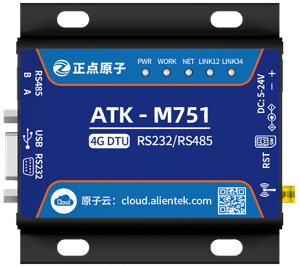 正点原子
PWR WORK NET LINK12 LINK34
RS485
B A
DC: 5-24V
ATK - M751
4G DTU RS232/RS485
USB
RS232
RST
Cloud
原子云：cloud.alientek.com